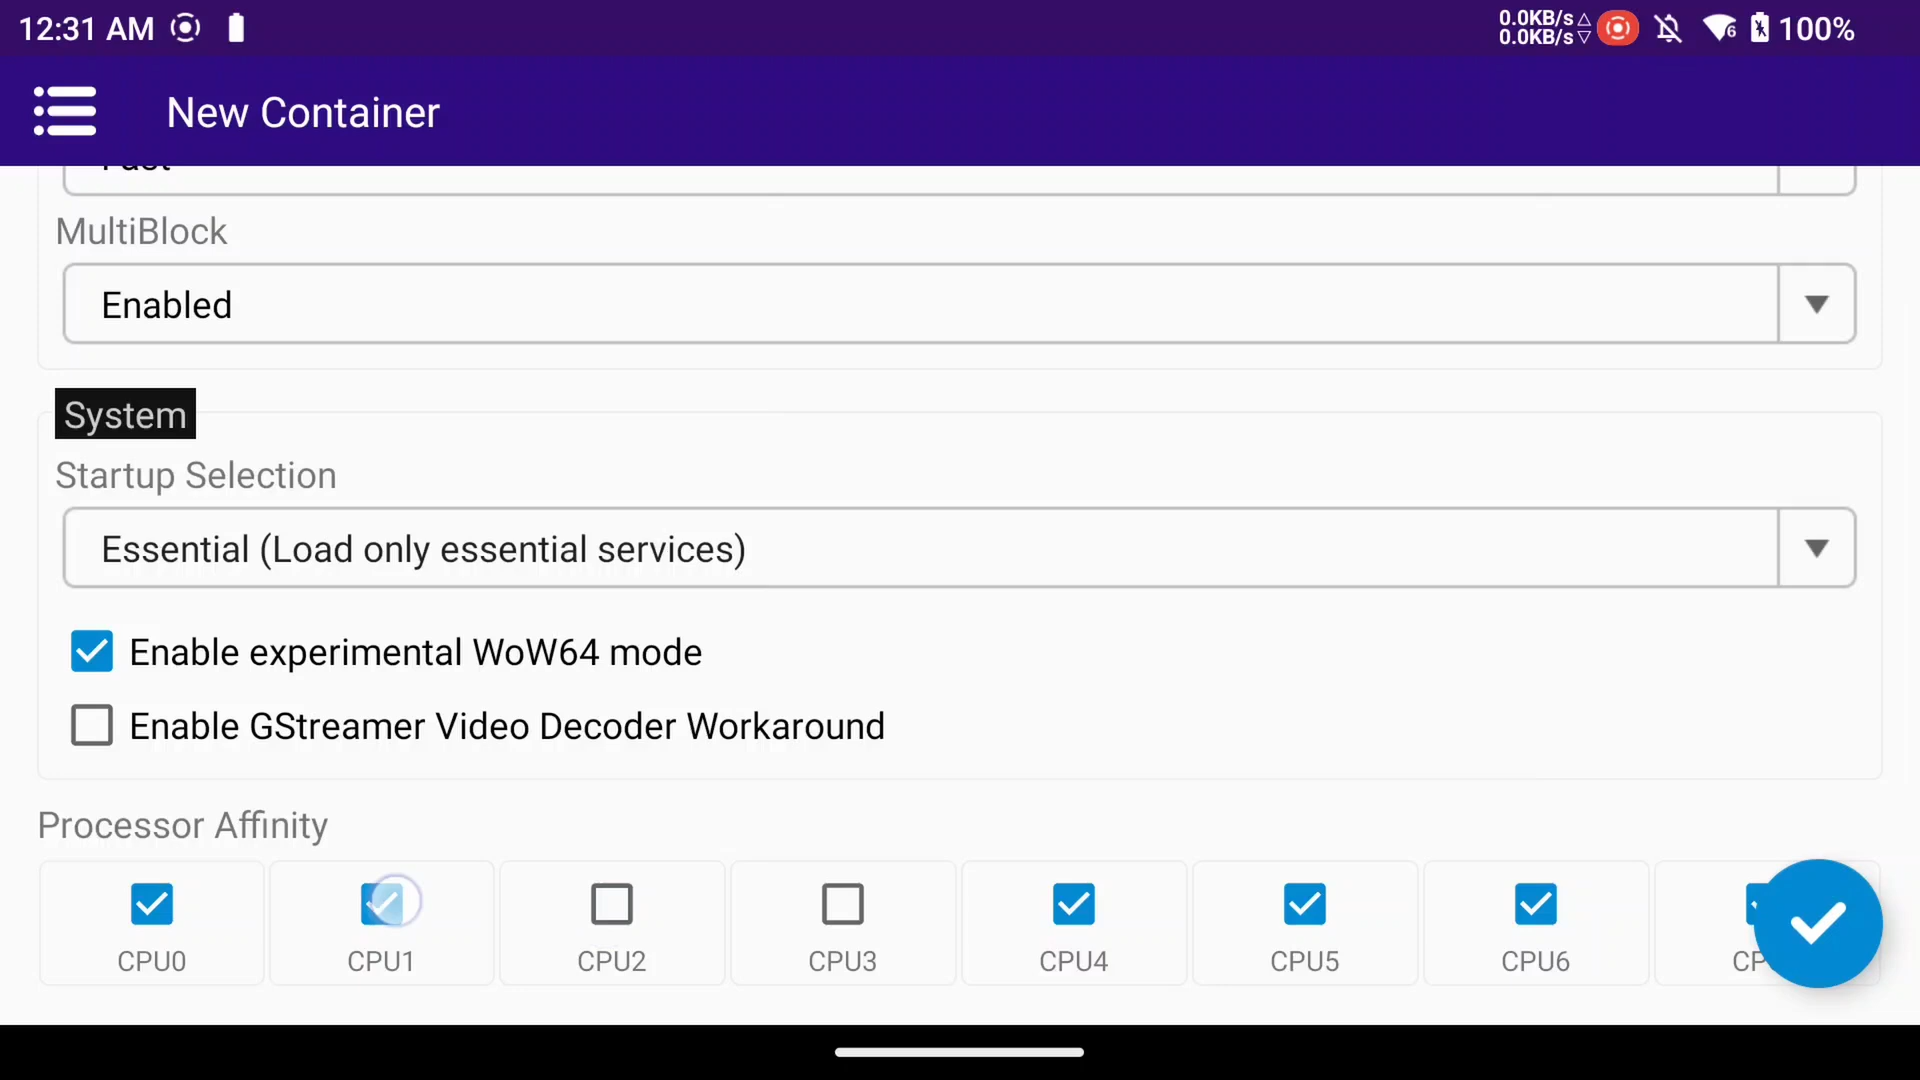 12:31 AM
0.0KB/s
0.0KB/s
6
100%
New Container
MultiBlock
Enabled
System
Startup Selection
Essential (Load only essential services)
Enable experimental WoW64 mode
Enable GStreamer Video Decoder Workaround
Processor Affinity
CPU0
CPU1
CPU2
CPU3
CPU4
CPU5
CPU6